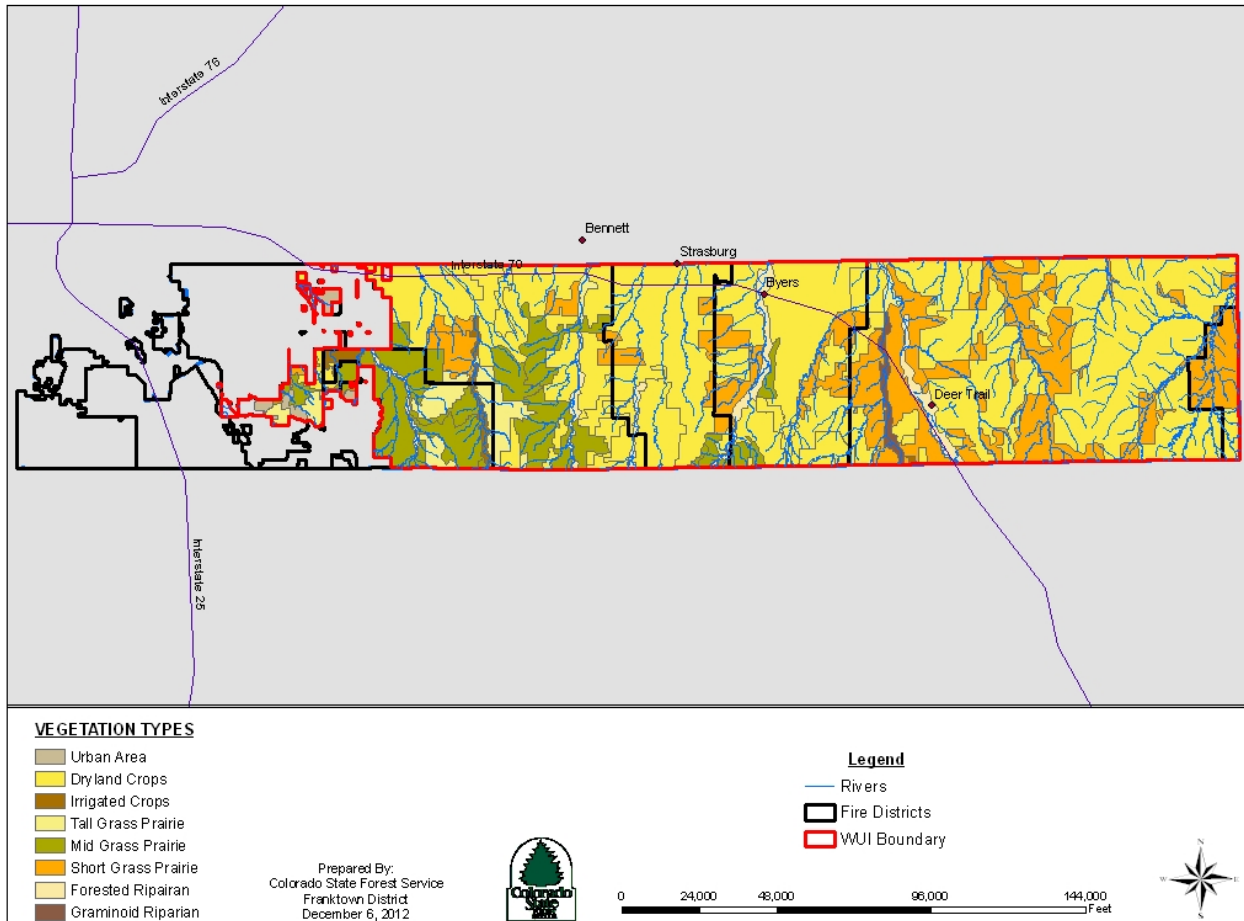 Interstate 76
Bennett
Strasburg
Interstate 70
Byers
Deer Trail
Interstate 25
VEGETATION TYPES
Urban Area
Dryland Crops
Irrigated Crops
Tall Grass Prairie
Mid Grass Prairie
Short Grass Prairie
Forested Ripairan
Graminoid Riparian
Prepared By:
Colorado State Forest Service
Franktown District
December 6, 2012
Colorado
State
Legend
Rivers
Fire Districts
WUI Boundary
0 24,000 48,000 96,000 144,000
Feet
N
W E
S